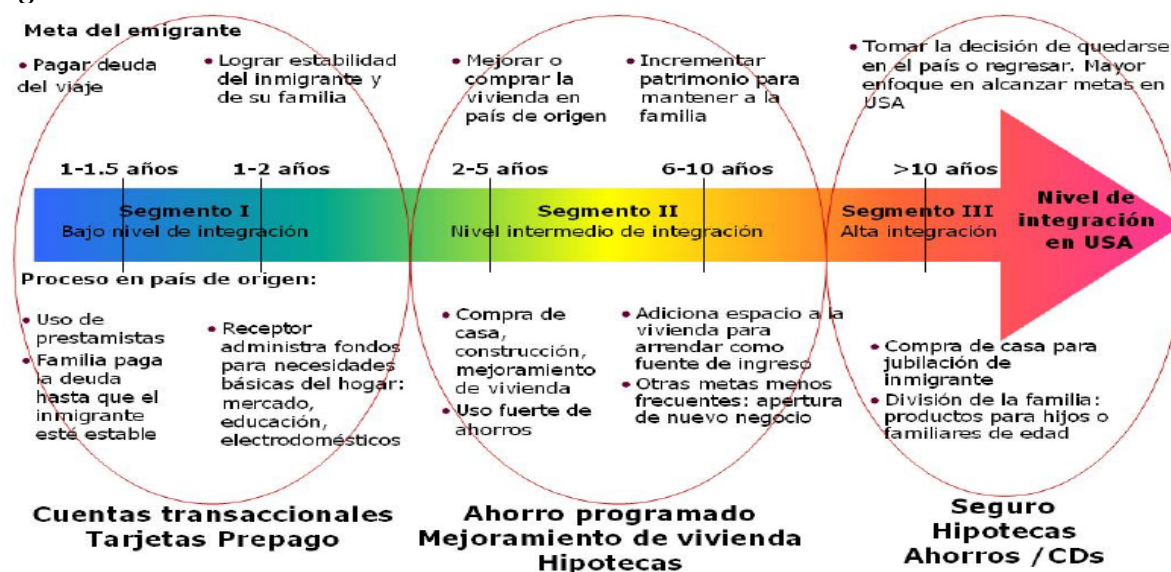 Meta del emigrante
• Pagar deuda
del viaje
• Lograr estabilidad
del inmigrante y
de su familia
• Mejorar o
comprar la
vivienda en
país de origen
• Incrementar
patrimonio para
mantener a la
familia
• Tomar la decisión de quedarse
en el país o regresar. Mayor
enfoque en alcanzar metas en
USA
1-1.5 años
1-2 años
2-5 años
6-10 años
>10 años
Segmento I
Bajo nivel de integración
Segmento II
Nivel intermedio de integración
Segmento III
Alta integración
Nivel de
integración
en USA
Proceso en país de origen:
• Uso de
prestamistas
• Familia paga
la deuda
hasta que el
inmigrante
esté estable
• Receptor
administra fondos
para necesidades
básicas del hogar:
mercado,
educación,
electrodomésticos
• Compra de
casa,
construcción,
mejoramiento
de vivienda
• Uso fuerte de
ahorros
• Adiciona espacio a la
vivienda para
arrendar como
fuente de ingreso
• Otras metas menos
frecuentes: apertura
de nuevo negocio
• Compra de casa para
jubilación de
inmigrante
• División de la familia:
productos para hijos o
familiares de edad
Cuentas transaccionales
Tarjetas Prepago
Ahorro programado
Mejoramiento de vivienda
Hipotecas
Seguro
Hipotecas
Ahorros /CDs